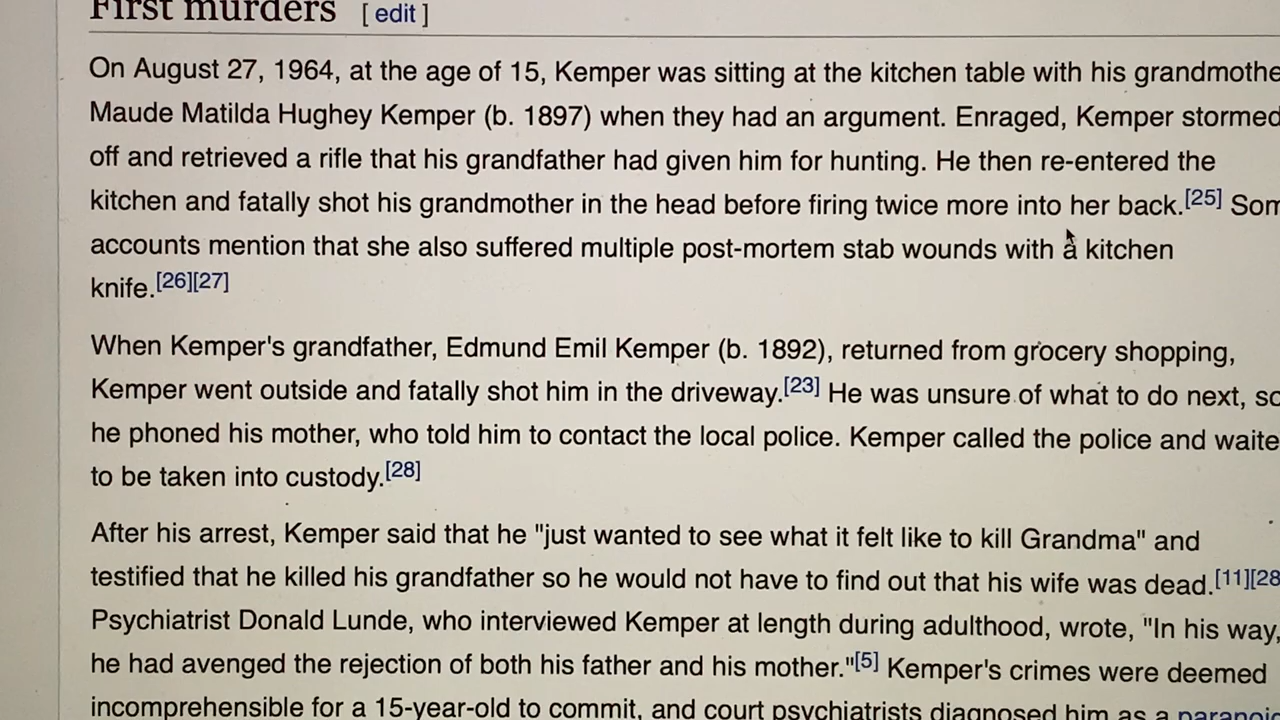 First murders [ edit ]
On August 27, 1964, at the age of 15, Kemper was sitting at the kitchen table with his grandmothe
Maude Matilda Hughey Kemper (b. 1897) when they had an argument. Enraged, Kemper stormed
off and retrieved a rifle that his grandfather had given him for hunting. He then re-entered the
kitchen and fatally shot his grandmother in the head before firing twice more into her back.[25] Som
accounts mention that she also suffered multiple post-mortem stab wounds with a kitchen
knife.[26][27]
When Kemper's grandfather, Edmund Emil Kemper (b. 1892), returned from grocery shopping,
Kemper went outside and fatally shot him in the driveway.[23] He was unsure of what to do next, so
he phoned his mother, who told him to contact the local police. Kemper called the police and waite
to be taken into custody.[28]
After his arrest, Kemper said that he "just wanted to see what it felt like to kill Grandma" and
testified that he killed his grandfather so he would not have to find out that his wife was dead.[11][28
Psychiatrist Donald Lunde, who interviewed Kemper at length during adulthood, wrote, "In his way,
he had avenged the rejection of both his father and his mother."[5] Kemper's crimes were deemed
incomprehensible for a 15-year-old to commit, and court psychiatrists diagnosed him as a paranoid